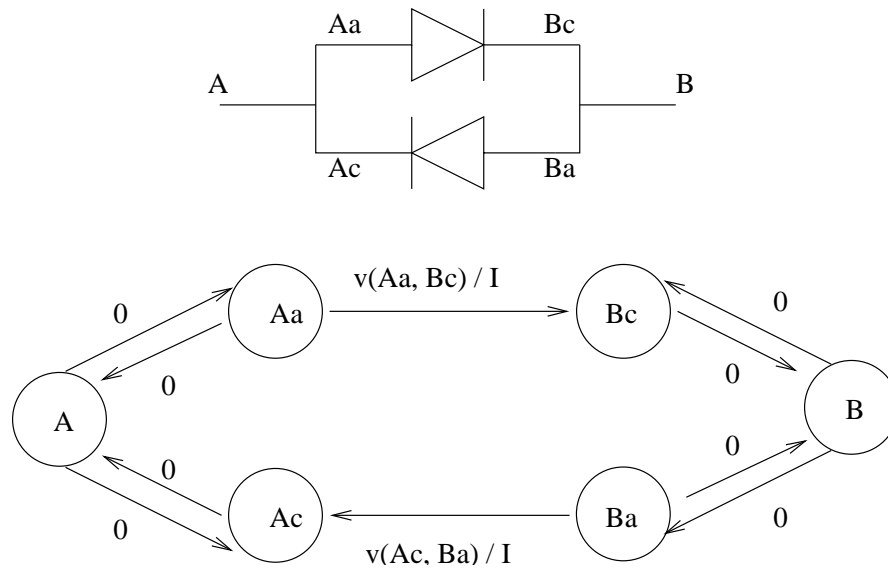 Aa Bc
A B
Ac Ba
v(Aa, Bc) / I
0 0
Aa Bc
0 0
A B
0 0
Ac Ba
0 0
v(Ac, Ba) / I